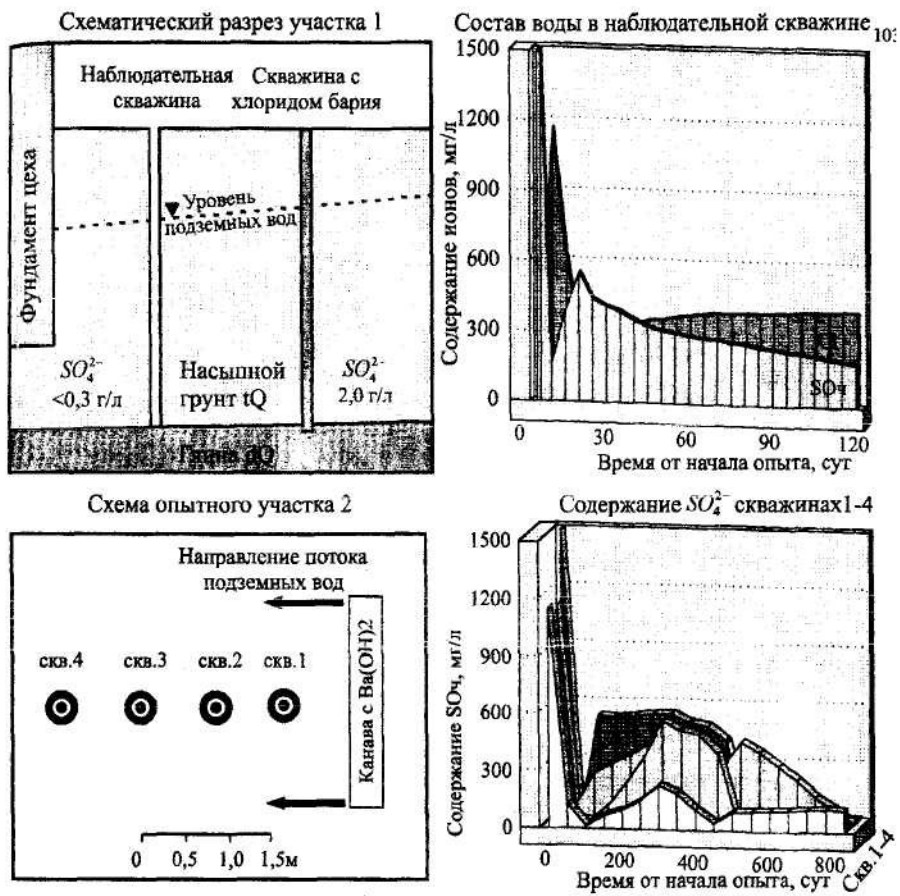 Схематический разрез участка 1
Наблюдательная
скважина
Скважина с
хлоридом бария
Фундамент цеха
Уровень
подземных вод
SO₄²⁻
<0,3 г/л
Насыпной
грунт tQ
SO₄²⁻
2,0 г/л
Глина dQ
Состав воды в наблюдательной скважине
10³
Содержание ионов, мг/л
1500
1200
900
600
300
0
SOч
0 30 60 90 120
Время от начала опыта, сут
Схема опытного участка 2
Направление потока
подземных вод
скв.4 скв.3 скв.2 скв.1
Канава с Ba(OH)2
0 0,5 1,0 1,5м
Содержание SO₄²⁻ скважинах1-4
Содержание SOч, мг/л
1500
1200
900
600
300
0
0 200 400 600 800
Скв.1-4
Время от начала опыта, сут